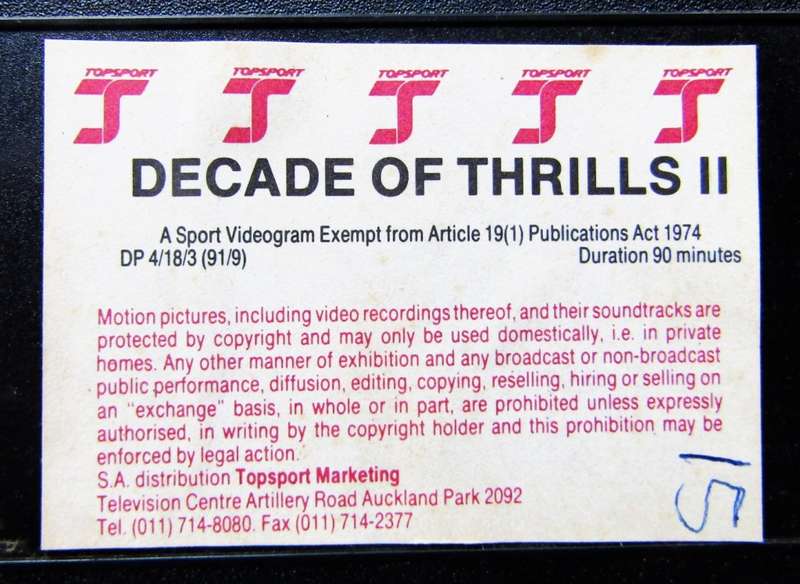 TOPSPORT TOPSPORT TOPSPORT TOPSPORT TOPSPORT
DECADE OF THRILLS II
A Sport Videogram Exempt from Article 19(1) Publications Act 1974
DP 4/18/3 (91/9) Duration 90 minutes
Motion pictures, including video recordings thereof, and their soundtracks are
protected by copyright and may only be used domestically, i.e. in private
homes. Any other manner of exhibition and any broadcast or non-broadcast
public performance, diffusion, editing, copying, reselling, hiring or selling on
an "exchange" basis, in whole or in part, are prohibited unless expressly
authorised, in writing by the copyright holder and this prohibition may be
enforced by legal action.
S.A. distribution Topsport Marketing
Television Centre Artillery Road Auckland Park 2092
Tel. (011) 714-8080. Fax (011) 714-2377